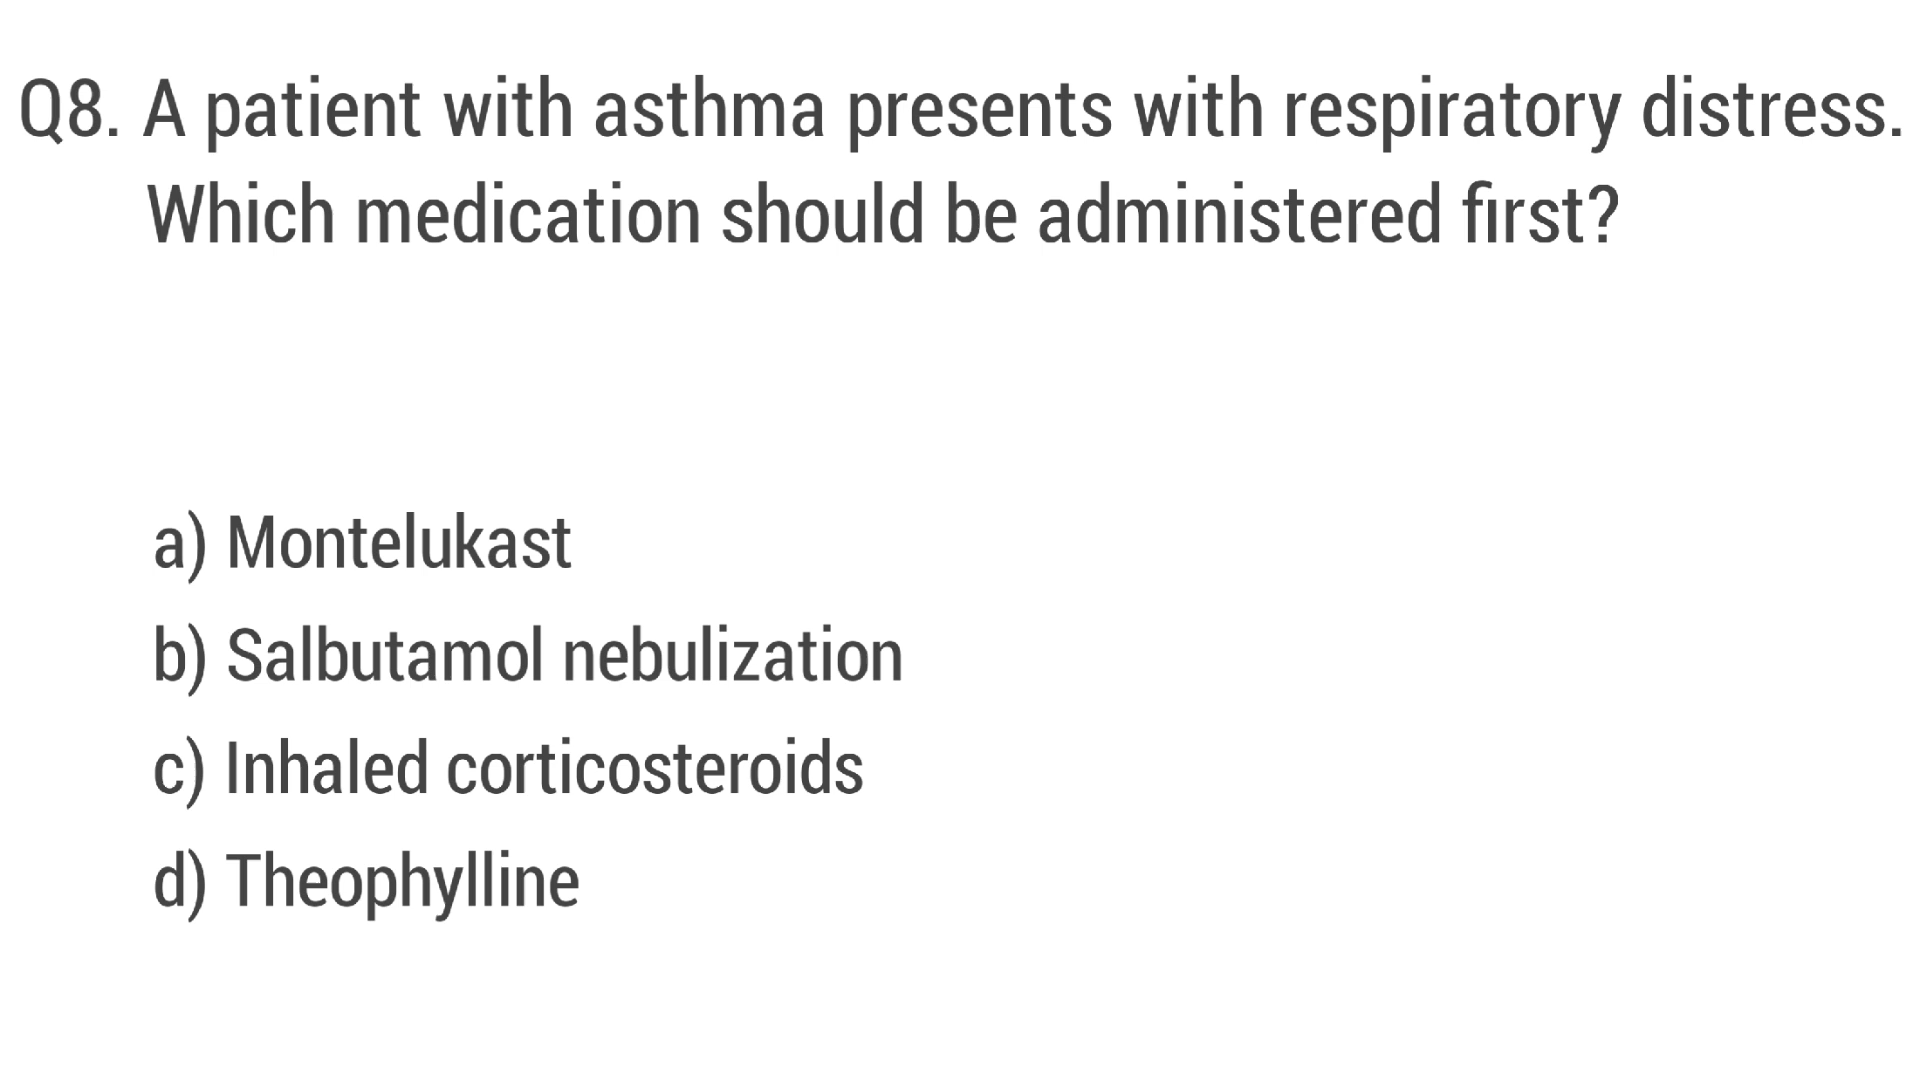 Q8. A patient with asthma presents with respiratory distress.
Which medication should be administered first?
a) Montelukast
b) Salbutamol nebulization
c) Inhaled corticosteroids
d) Theophylline